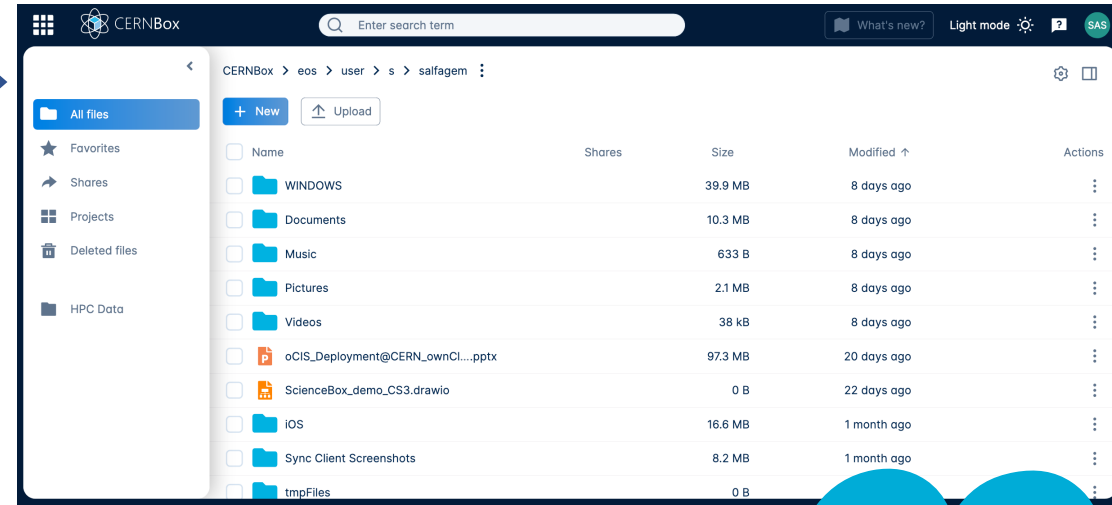 CERNBox
Enter search term
What's new?
Light mode
?
SAS
CERNBox > eos > user > s > salfagem
All files
Favorites
Shares
Projects
Deleted files
HPC Data
+ New
Upload
Name Shares Size Modified ↑ Actions
WINDOWS 39.9 MB 8 days ago
Documents 10.3 MB 8 days ago
Music 633 B 8 days ago
Pictures 2.1 MB 8 days ago
Videos 38 kB 8 days ago
P oCIS_Deployment@CERN_ownCl....pptx 97.3 MB 20 days ago
ScienceBox_demo_CS3.drawio 0 B 22 days ago
iOS 16.6 MB 1 month ago
Sync Client Screenshots 8.2 MB 1 month ago
tmpFiles 0 B